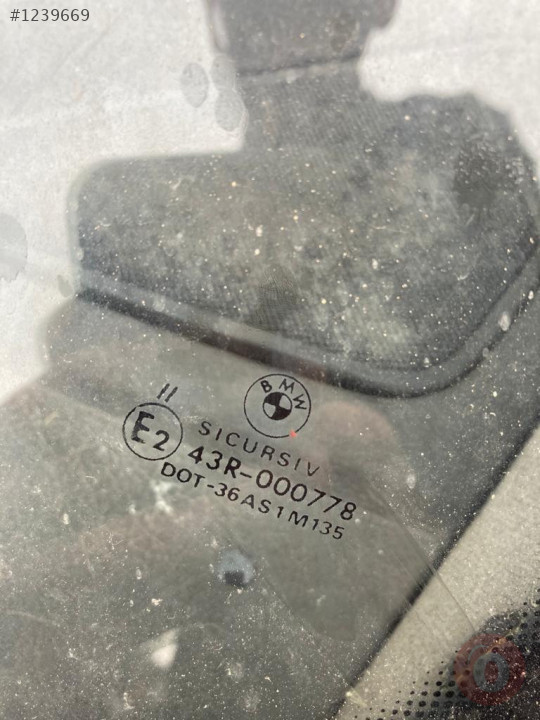 #1239669
BMW
II
E2
SICURSIV
43R-000778
DOT-36AS1M135